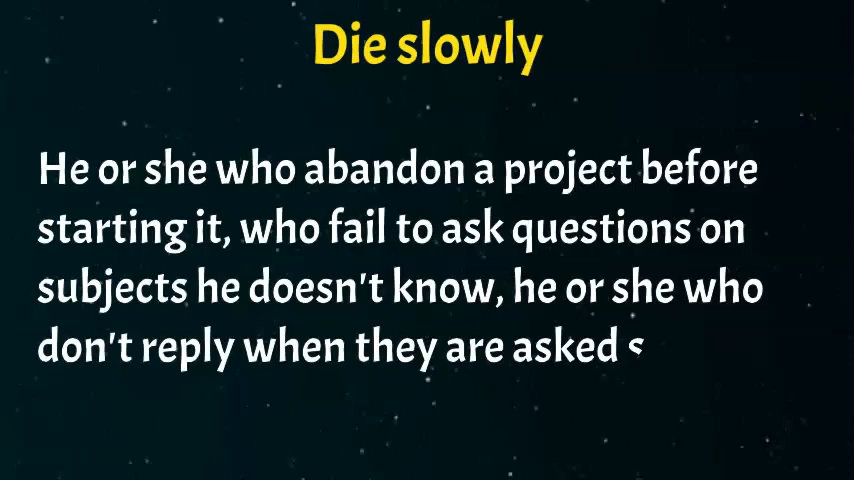 Die slowly
He or she who abandon a project before
starting it, who fail to ask questions on
subjects he doesn't know, he or she who
don't reply when they are asked